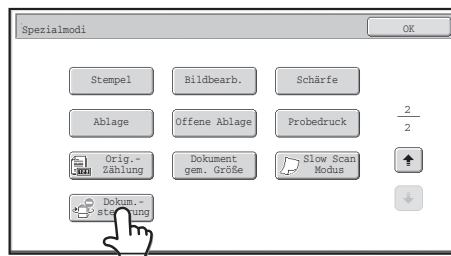 Spezialmodi
OK
Stempel
Bildbearb.
Schärfe
Ablage
Offene Ablage
Probedruck
2
2
Orig.-
Zählung
Dokument
gem. Größe
Slow Scan
Modus
Dokum.-